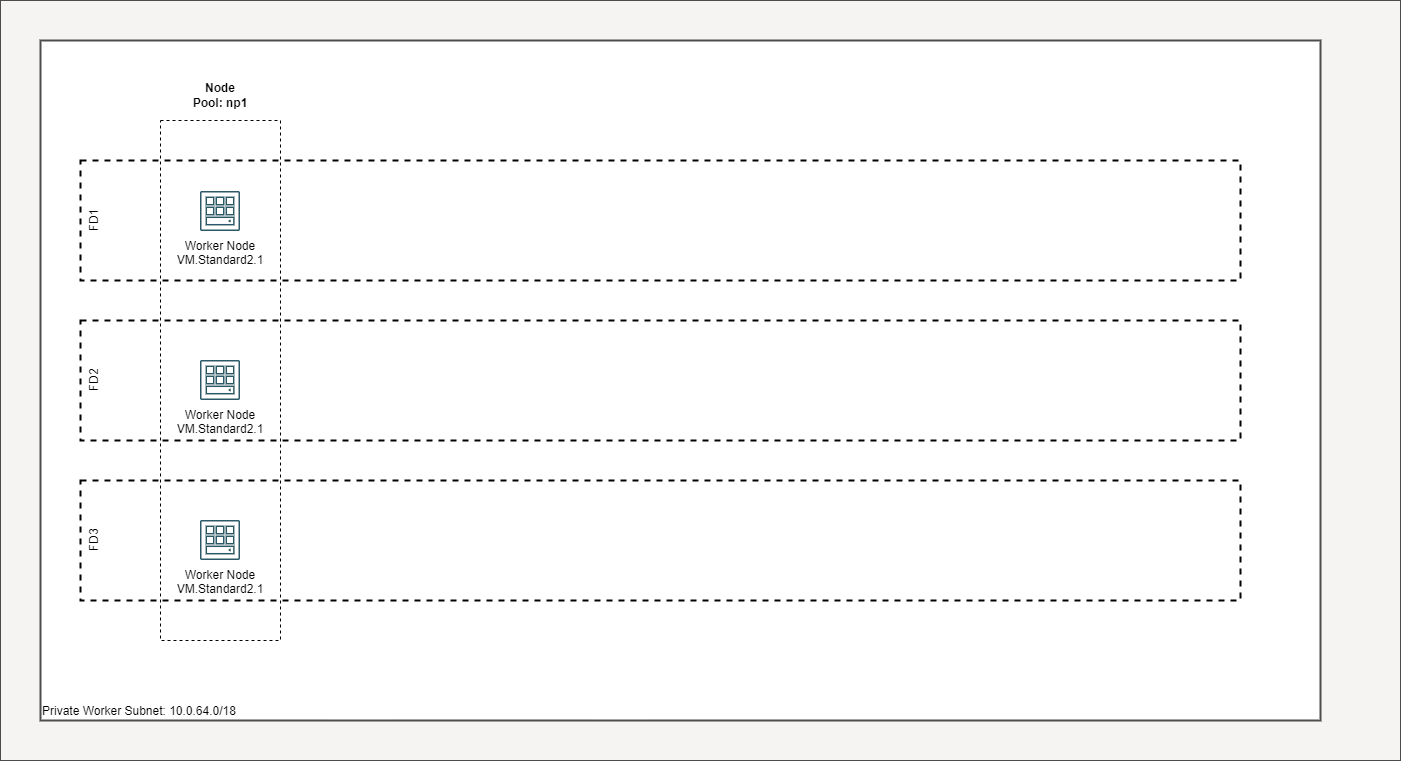 Node
Pool: np1
FD1
Worker Node
VM.Standard2.1
FD2
Worker Node
VM.Standard2.1
FD3
Worker Node
VM.Standard2.1
Private Worker Subnet: 10.0.64.0/18